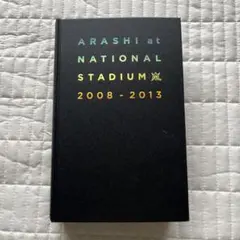 ARASHI at
NATIONAL
STADIUM 嵐
2008-2013